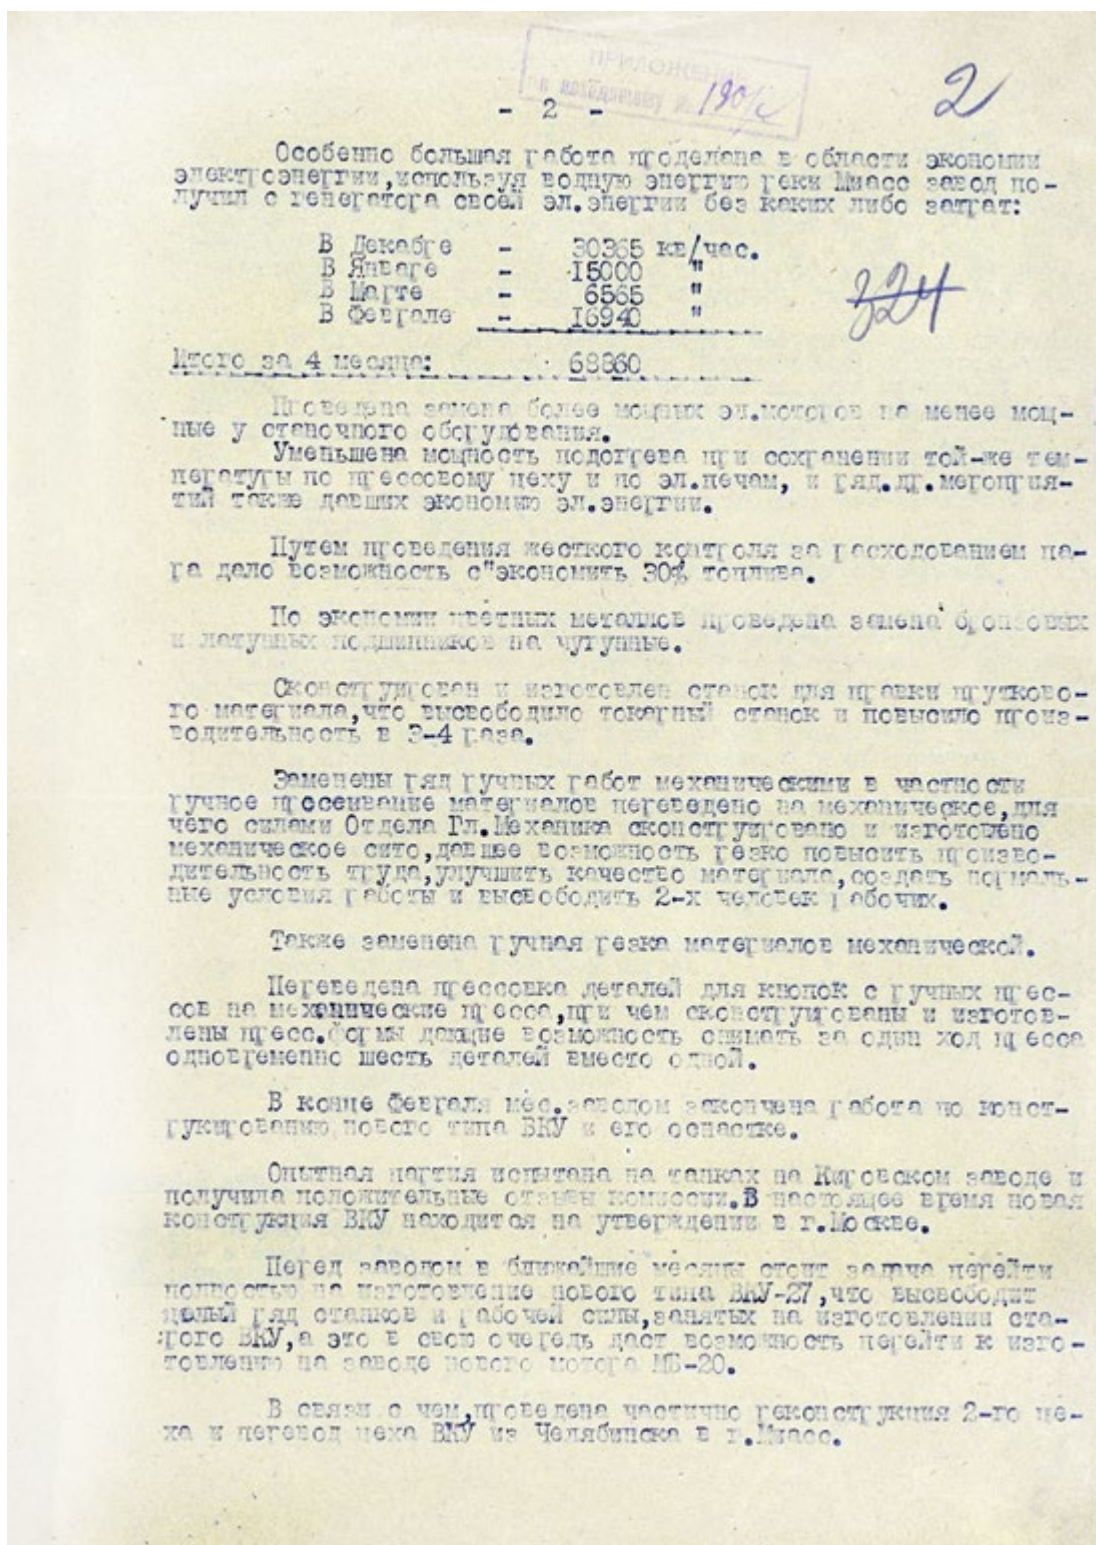 ПРИЛОЖЕНИЕ
к исходящему № 190/с
2
- 2 -
Особенно большая работа проделана в области экономии
электроэнергии,используя водную энергию реки Миасс завод по-
лучил с генератора своей эл.энергии без каких либо затрат:
В Декабре - 30365 кв/час.
В Январе - 15000 "
В Марте - 6565 "
В Феврале - 16940 "
324
Итого за 4 месяца: 68860
Проведена замена более мощных эл.моторов на менее мощ-
ные у станочного оборудования.
Уменьшена мощность подогрева при сохранении той-же тем-
пературы по прессовому цеху и по эл.печам, и ряд.др.мероприя-
тий также давших экономию эл.энергии.
Путем проведения жесткого контроля за расходованием па-
ра дало возможность с"экономить 30% топлива.
По экономии цветных металлов проведена замена бронзовых
и латунных подшипников на чугунные.
Сконструирован и изготовлен станок для правки прутково-
го материала,что высвободило токарный станок и повысило произ-
водительность в 3-4 раза.
Заменены ряд ручных работ механическими в частности
ручное просеивание материалов переведено на механическое,для
чего силами Отдела Гл.Механика сконструировано и изготовлено
механическое сито,давшее возможность резко повысить произво-
дительность труда,улучшить качество материала,создать нормаль-
ные условия работы и высвободить 2-х человек рабочих.
Также заменена ручная резка материалов механической.
Переведена прессовка деталей для кнопок с ручных прес-
сов на механические пресса,при чем сконструированы и изготов-
лены пресс.формы дающие возможность снимать за один ход пресса
одновременно шесть деталей вместо одной.
В конце февраля мес.заводом закончена работа по конст-
руированию нового типа ВКУ и его оснастке.
Опытная партия испытана на танках на Кировском заводе и
получила положительные отзывы комиссии.В настоящее время новая
конструкция ВКУ находится на утверждении в г.Москве.
Перед заводом в ближайшие месяцы стоит задача перейти
полностью на изготовление нового типа ВКУ-27,что высвободит
целый ряд станков и рабочей силы,занятых на изготовлении ста-
рого ВКУ,а это в свою очередь даст возможность перейти к изго-
товлению на заводе нового мотора МБ-20.
В связи с чем,проведена частично реконструкция 2-го це-
ха и перевод цеха ВКУ из Челябинска в г.Миасс.